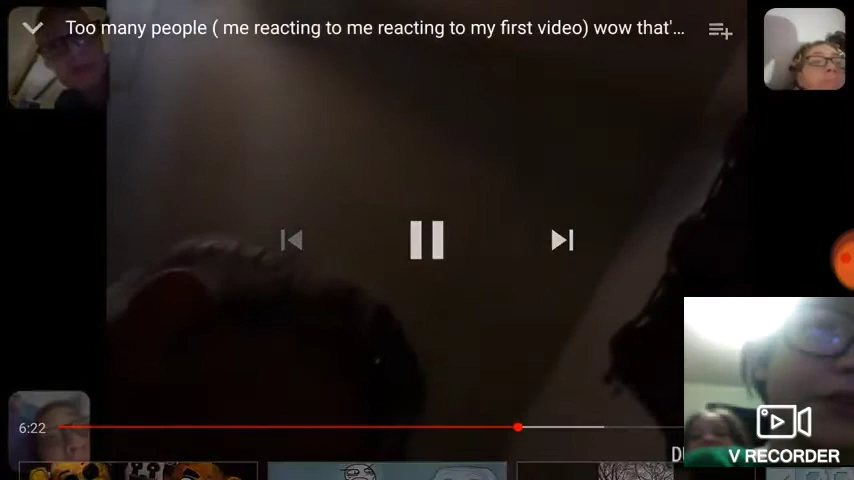 Too many people ( me reacting to me reacting to my first video) wow that'...
6:22
V RECORDER